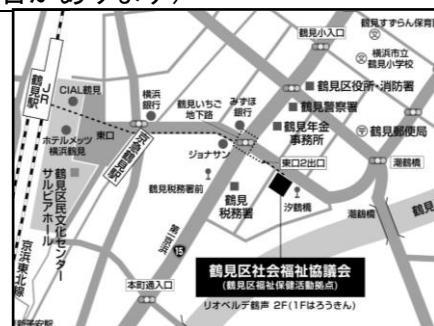 鶴見すずらん保育園
鶴見小入口
横浜市立
鶴見小学校
CIAL鶴見
JR
鶴見駅
東口
ホテルメッツ
横浜鶴見
京急鶴見駅
横浜
銀行
鶴見いちご
地下路
みずほ
銀行
ジョナサン
鶴見区役所・消防署
鶴見警察署
鶴見年金
事務所
鶴見郵便局
東口2出口
潮鶴橋
汐鶴橋
潮鶴橋
鶴見税務署前
鶴見
税務署
鶴見区民文化センター
サルビアホール
第二京浜
15
京浜東北線
本町通入口
鶴見
鶴見区社会福祉協議会
(鶴見区福祉保健活動拠点)
リオベルデ鶴声 2F(1Fはろうきん)